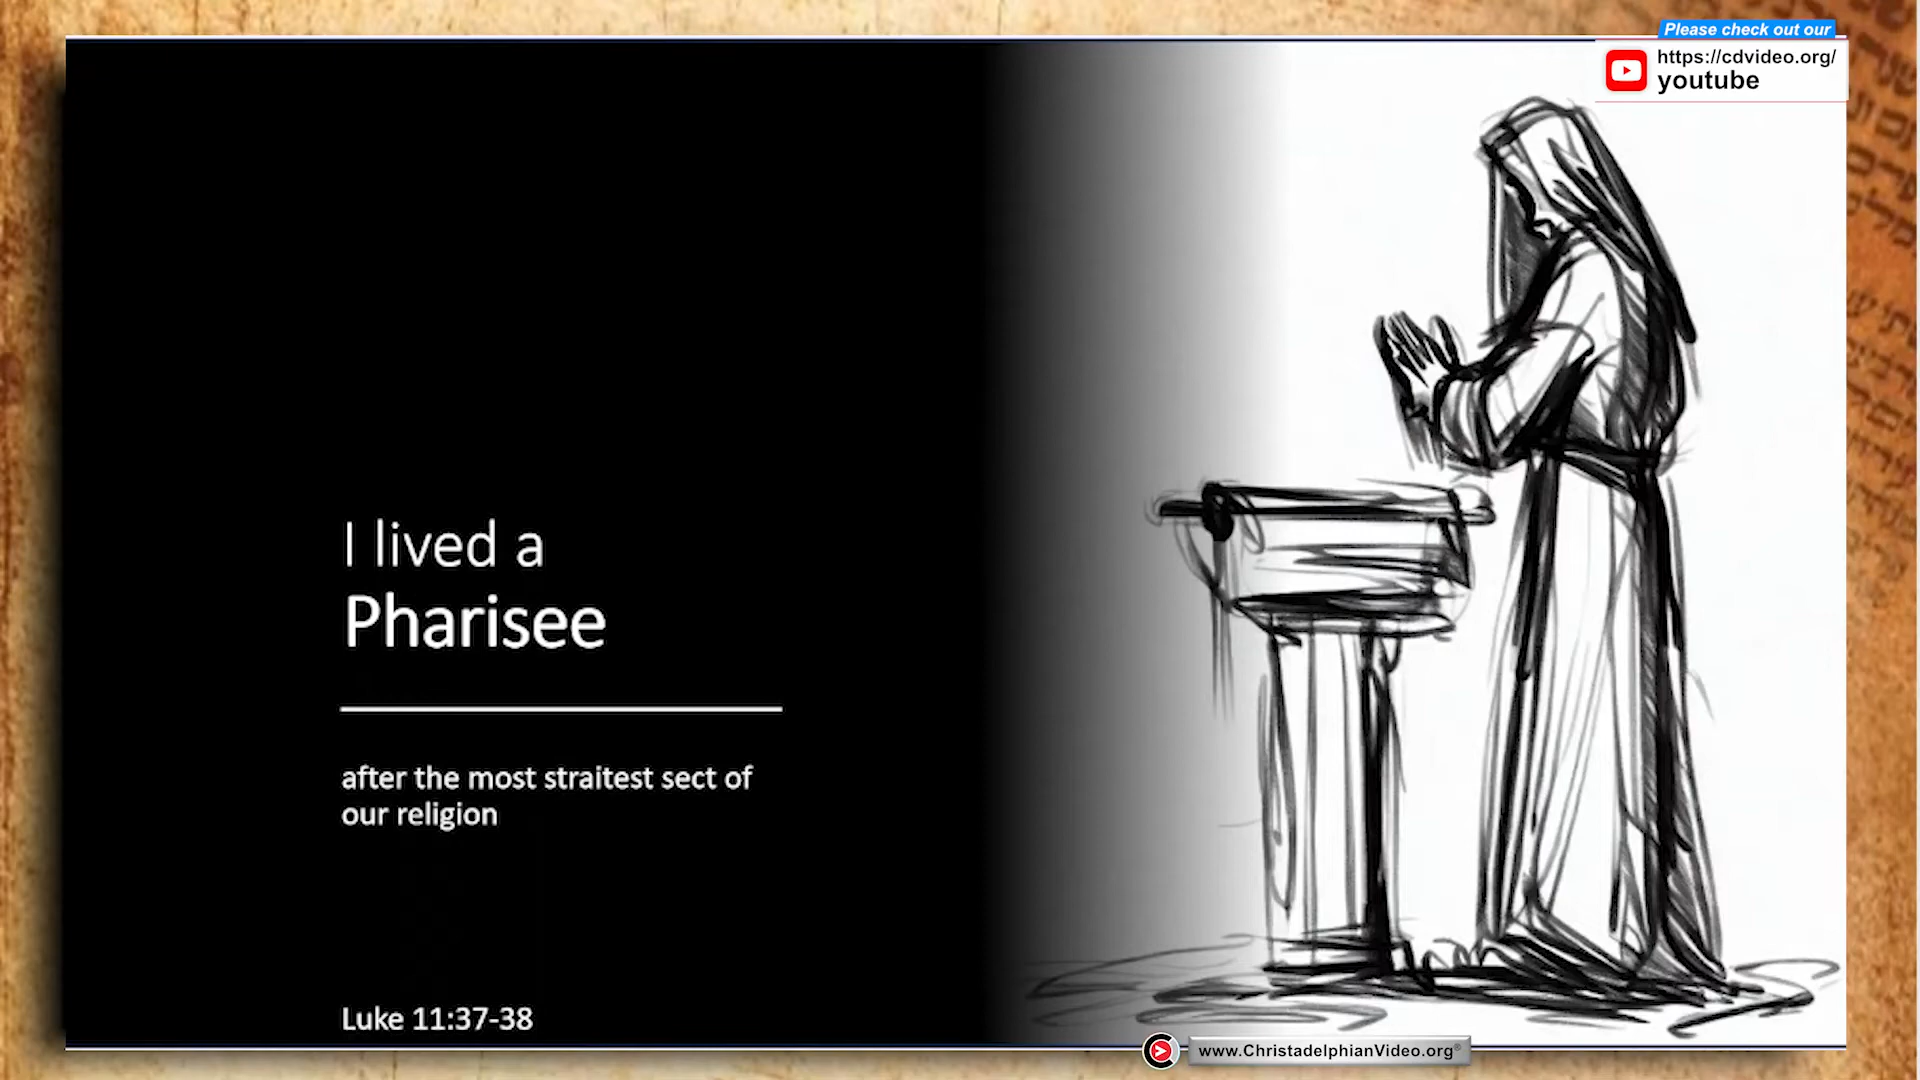 Please check out our
https://cdvideo.org/
youtube
I lived a
Pharisee
after the most straitest sect of
our religion
Luke 11:37-38
www.ChristadelphianVideo.org®